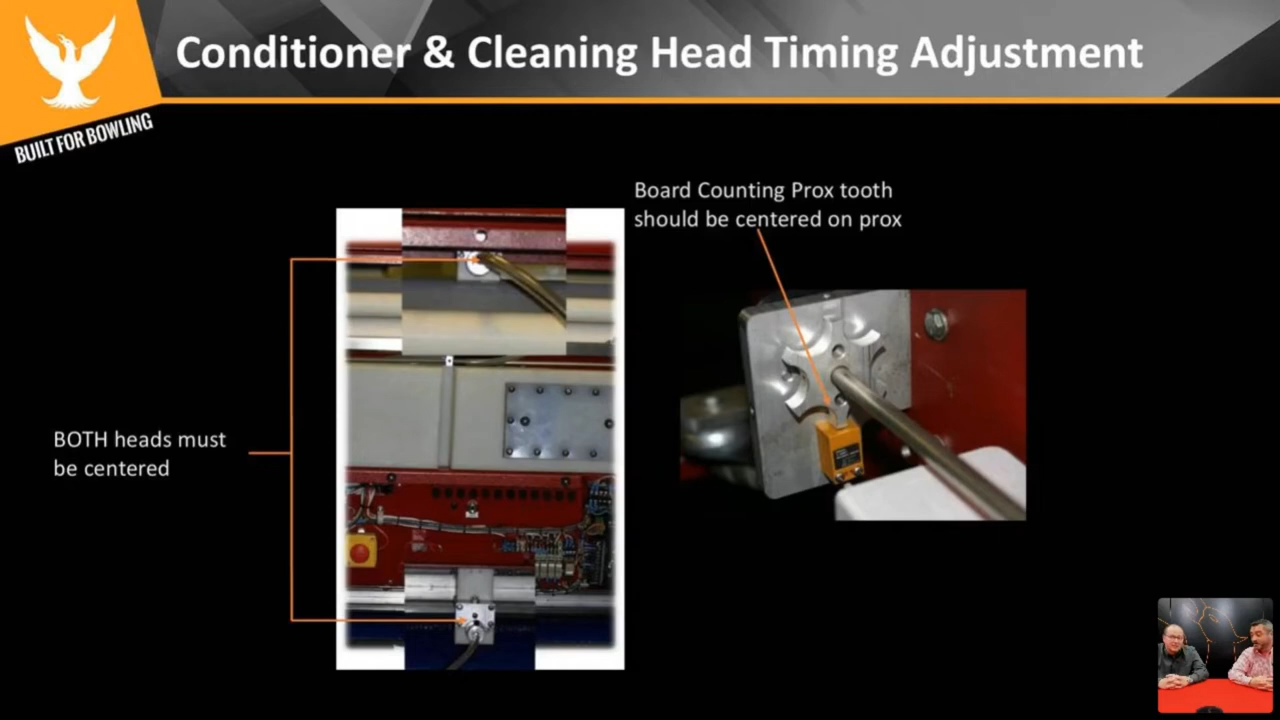 Conditioner & Cleaning Head Timing Adjustment
BUILT FOR BOWLING
Board Counting Prox tooth
should be centered on prox
BOTH heads must
be centered